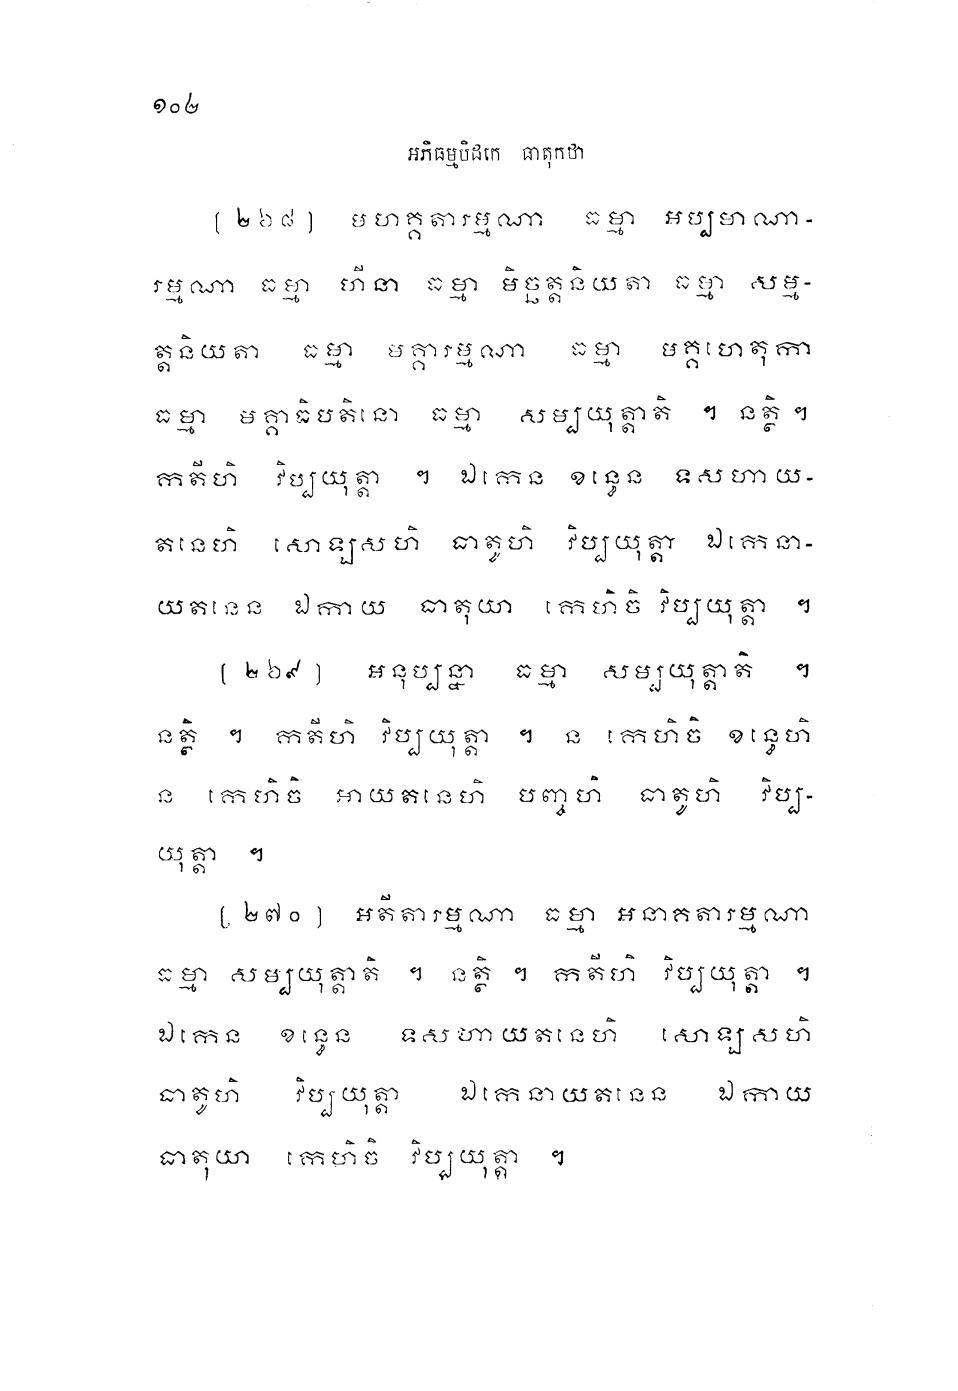 ១០៤
អភិធម្មបិដកេ ធាតុកថា
(២៦៨) មហគ្គតារម្មណា ធម្មា អប្បមាណា-
រម្មណា ធម្មា ហីនា ធម្មា មិច្ឆត្តនិយតា ធម្មា សម្ម-
ត្តនិយតា ធម្មា មគ្គារម្មណា ធម្មា មគ្គហេតុកា
ធម្មា មគ្គាធិបតិនោ ធម្មា សម្បយុត្តាតិ ។ នត្ថិ ។
កតីហិ វិប្បយុត្តា ។ ឯកេន ខន្ធេន ទសហាយ-
តនេហិ សោឡសហិ ធាតូហិ វិប្បយុត្តា ឯកេនា-
យតនេន ឯកាយ ធាតុយា កេហិចិ វិប្បយុត្តា ។
(២៦៩) អនុប្បន្នា ធម្មា សម្បយុត្តាតិ ។
នត្ថិ ។ កតីហិ វិប្បយុត្តា ។ ន កេហិចិ ខន្ធេហិ
ន កេហិចិ អាយតនេហិ បញ្ចហិ ធាតូហិ វិប្ប-
យុត្តា ។
(២៧០) អតីតារម្មណា ធម្មា អនាគតារម្មណា
ធម្មា សម្បយុត្តាតិ ។ នត្ថិ ។ កតីហិ វិប្បយុត្តា ។
ឯកេន ខន្ធេន ទសហាយតនេហិ សោឡសហិ
ធាតូហិ វិប្បយុត្តា ឯកេនាយតនេន ឯកាយ
ធាតុយា កេហិចិ វិប្បយុត្តា ។